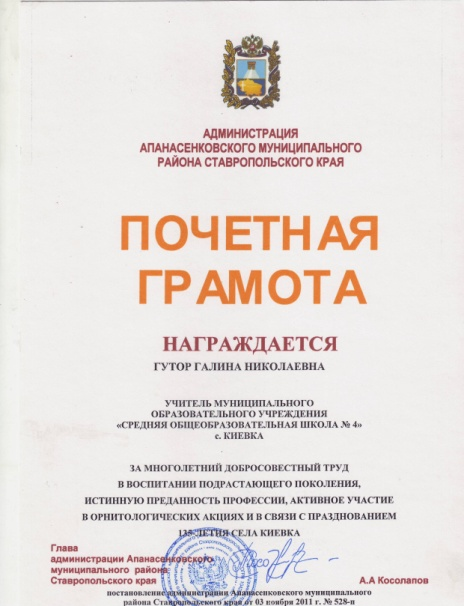 АДМИНИСТРАЦИЯ
АПАНАСЕНКОВСКОГО МУНИЦИПАЛЬНОГО
РАЙОНА СТАВРОПОЛЬСКОГО КРАЯ
ПОЧЕТНАЯ
ГРАМОТА
НАГРАЖДАЕТСЯ
ГУТОР ГАЛИНА НИКОЛАЕВНА
УЧИТЕЛЬ МУНИЦИПАЛЬНОГО
ОБРАЗОВАТЕЛЬНОГО УЧРЕЖДЕНИЯ
«СРЕДНЯЯ ОБЩЕОБРАЗОВАТЕЛЬНАЯ ШКОЛА № 4»
с. КИЕВКА
ЗА МНОГОЛЕТНИЙ ДОБРОСОВЕСТНЫЙ ТРУД
В ВОСПИТАНИИ ПОДРАСТАЮЩЕГО ПОКОЛЕНИЯ,
ИСТИННУЮ ПРЕДАННОСТЬ ПРОФЕССИИ, АКТИВНОЕ УЧАСТИЕ
В ОРНИТОЛОГИЧЕСКИХ АКЦИЯХ И В СВЯЗИ С ПРАЗДНОВАНИЕМ
135-ЛЕТИЯ СЕЛА КИЕВКА
Глава
администрации Апанасенковского
муниципального района
Ставропольского края А.А Косолапов
постановление администрации Апанасенковского муниципального
района Ставропольского края от 03 ноября 2011 г. № 528-п